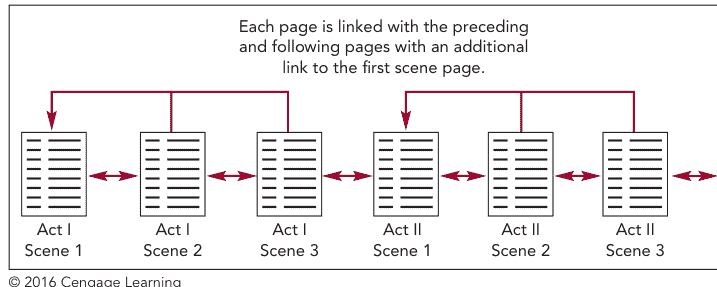 Each page is linked with the preceding
and following pages with an additional
link to the first scene page.
Act I
Scene 1
Act I
Scene 2
Act I
Scene 3
Act II
Scene 1
Act II
Scene 2
Act II
Scene 3
© 2016 Cengage Learning